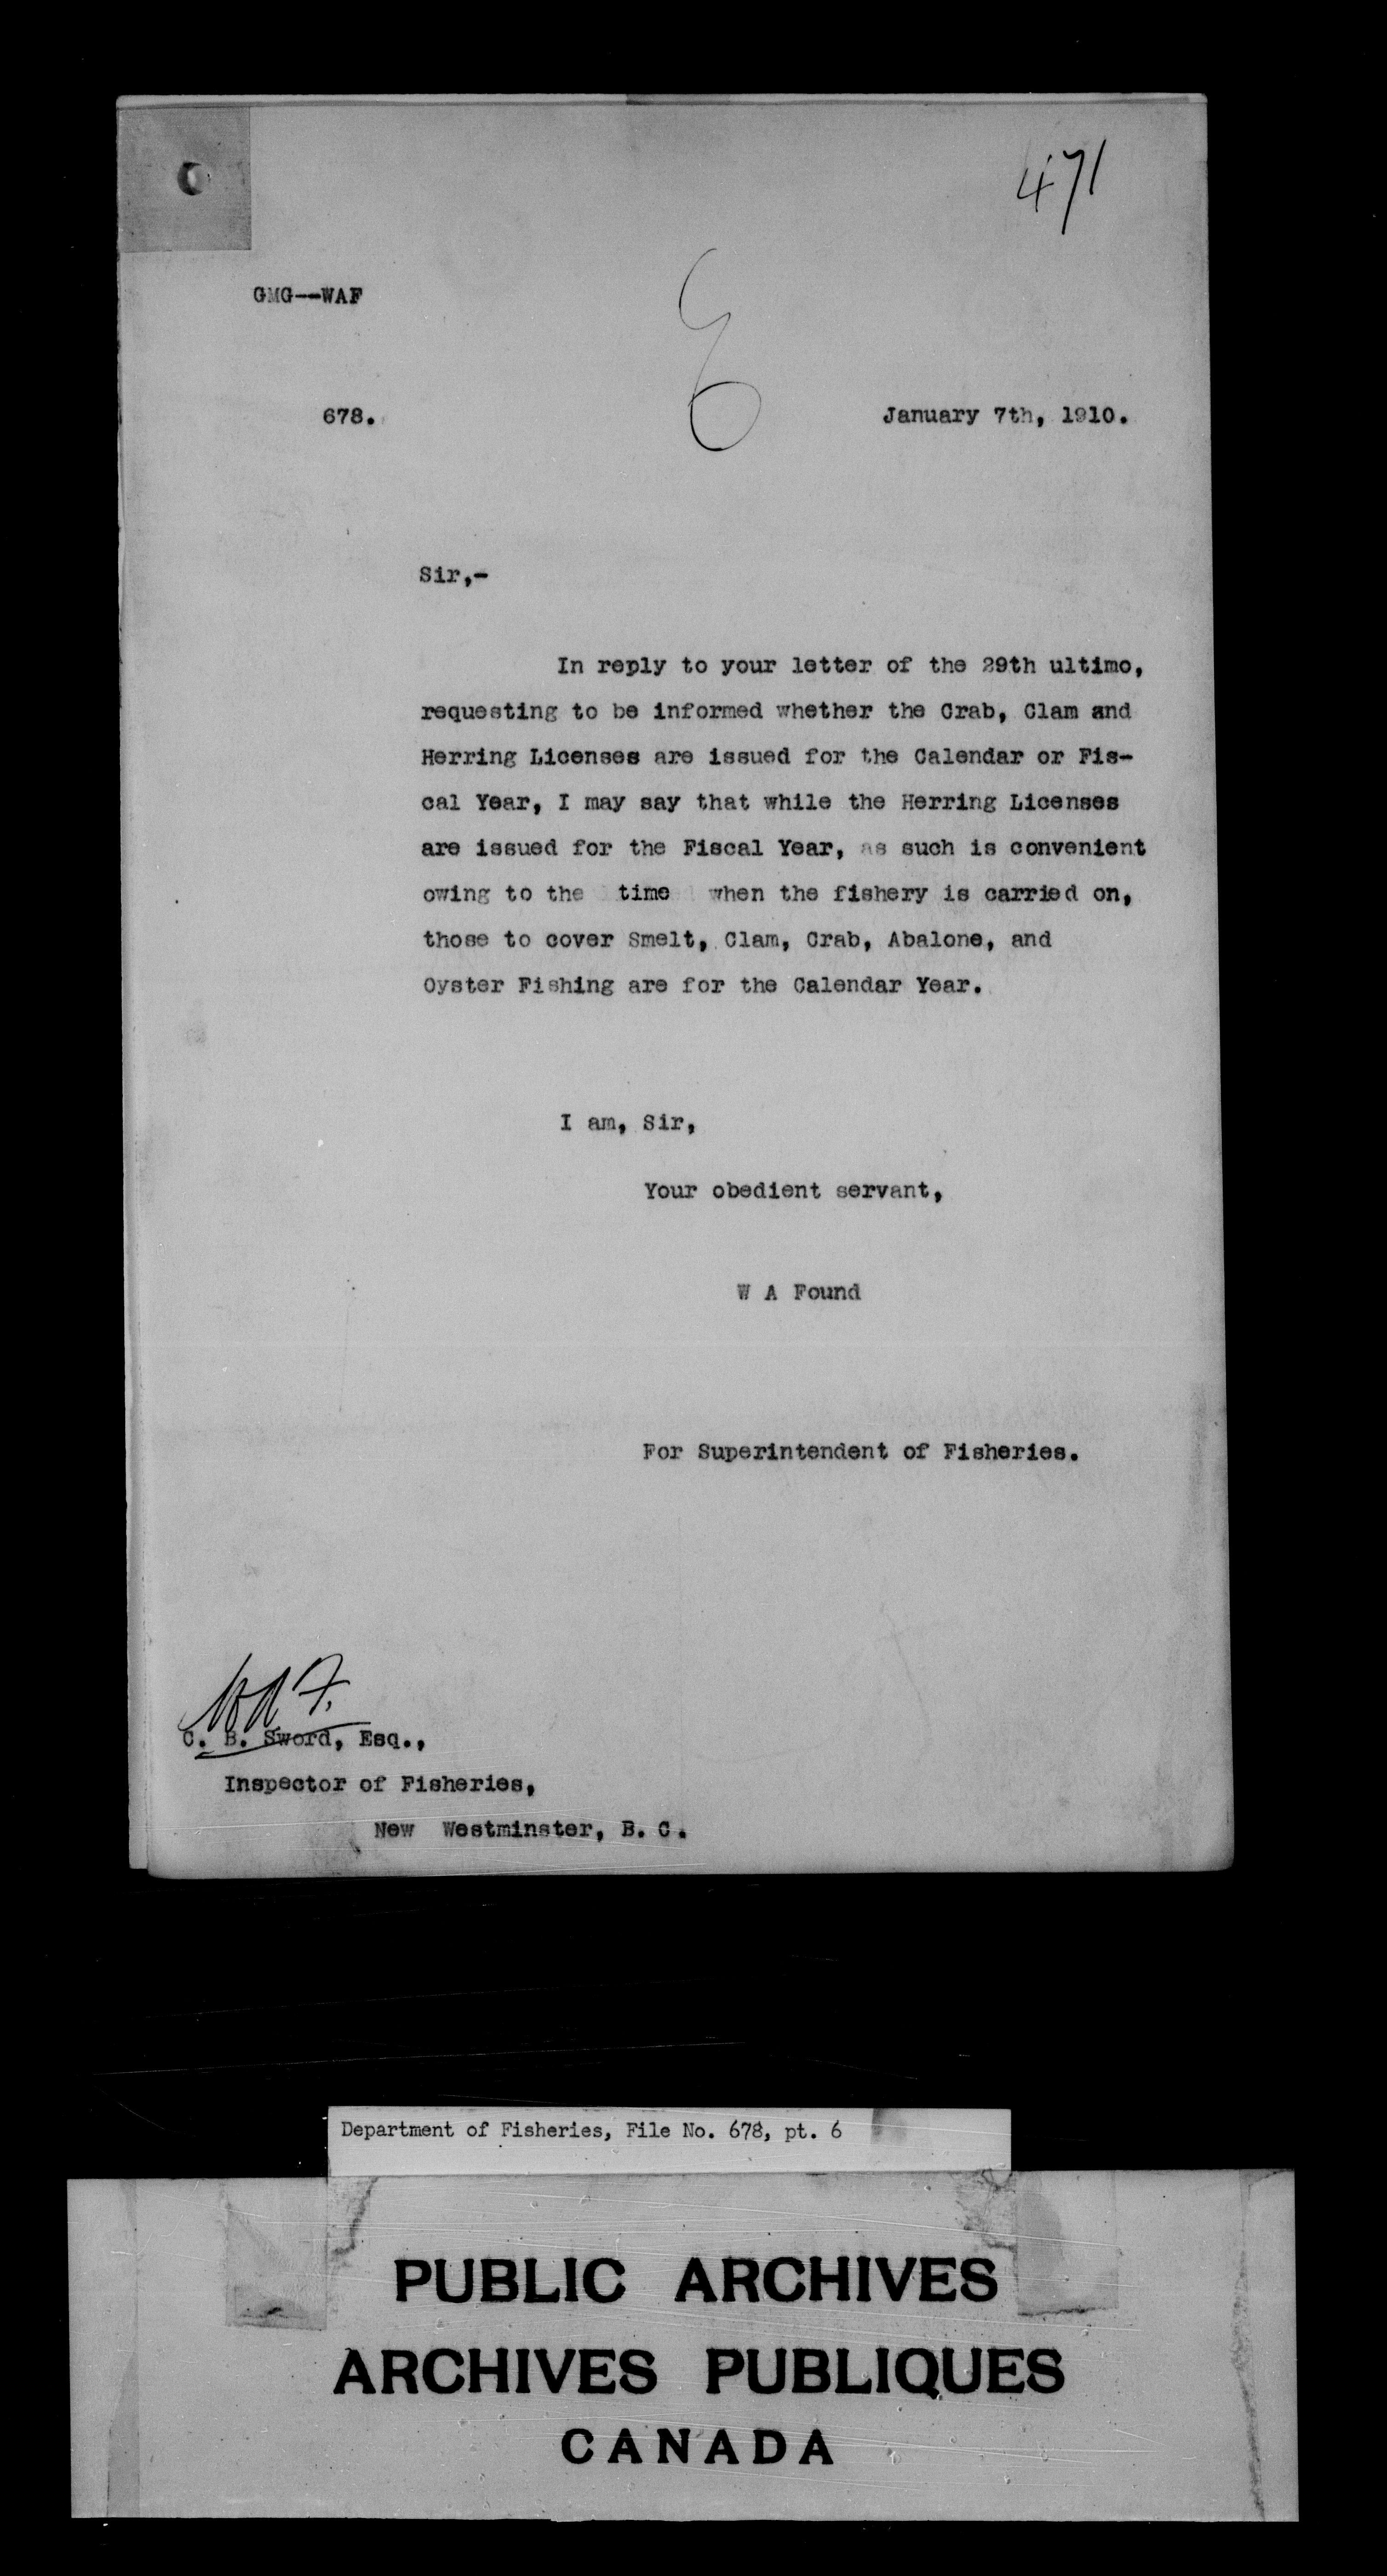 471
GMG--WAF
678.
January 7th, 1910.
Sir,-
In reply to your letter of the 29th ultimo,
requesting to be informed whether the Crab, Clam and
Herring Licenses are issued for the Calendar or Fis-
cal Year, I may say that while the Herring Licenses
are issued for the Fiscal Year, as such is convenient
owing to the time when the fishery is carried on,
those to cover Smelt, Clam, Crab, Abalone, and
Oyster Fishing are for the Calendar Year.
I am, Sir,
Your obedient servant,
W A Found
For Superintendent of Fisheries.
WAF.
C. B. Sword, Esq.,
Inspector of Fisheries,
New Westminster, B. C.
Department of Fisheries, File No. 678, pt. 6
PUBLIC ARCHIVES
ARCHIVES PUBLIQUES
CANADA